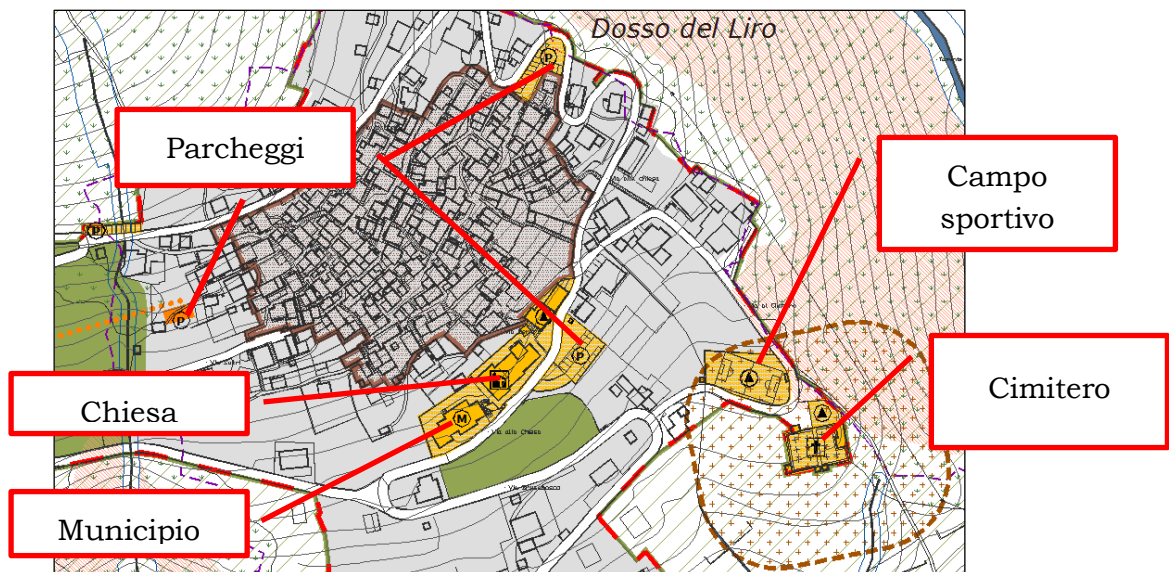 Dosso del Liro
P
Parcheggi
Campo
sportivo
P
P
P
Cimitero
Chiesa
M
Via alla Chiesa
Municipio